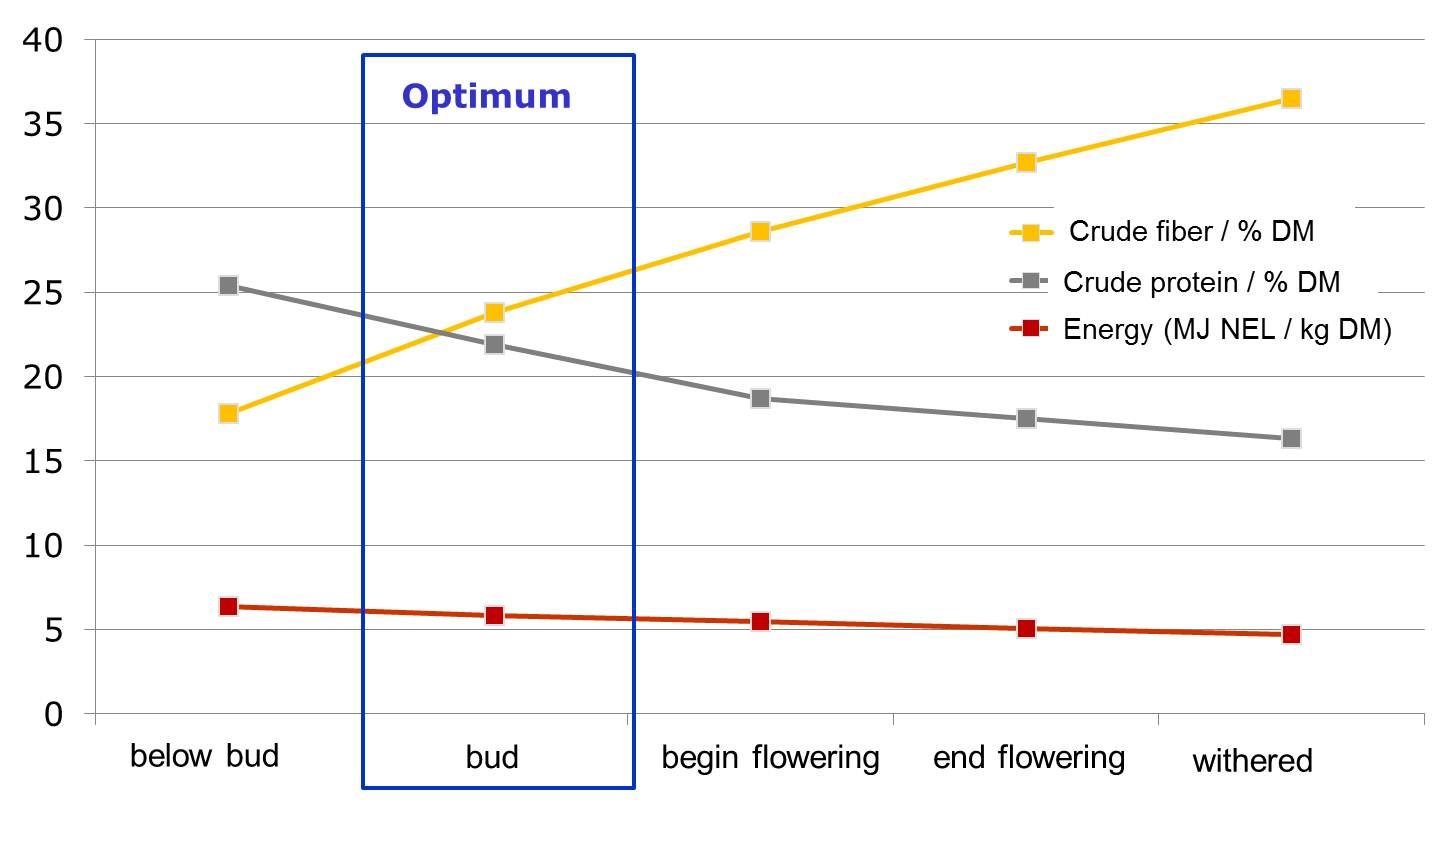 40
Optimum
35
30
Crude fiber / % DM
25
Crude protein / % DM
Energy (MJ NEL / kg DM)
20
15
10
5
0
below bud
bud
begin flowering
end flowering
withered